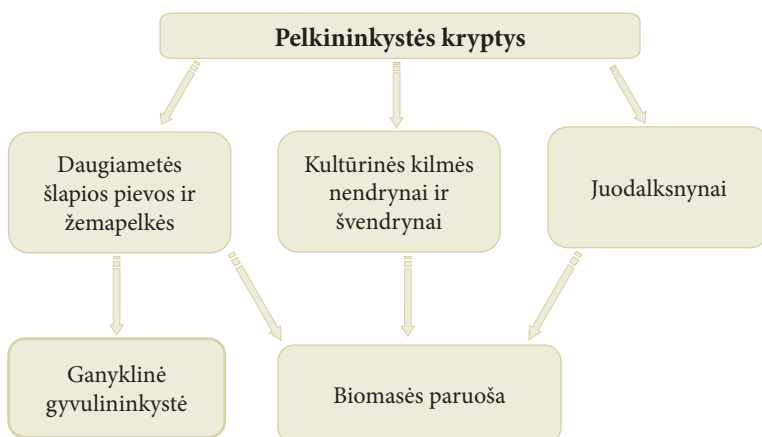 Pelkininkystės kryptys
Daugiametės
šlapios pievos ir
žemapelkės
Kultūrinės kilmės
nendrynai ir
švendrynai
Juodalksnynai
Ganyklinė
gyvulininkystė
Biomasės paruoša